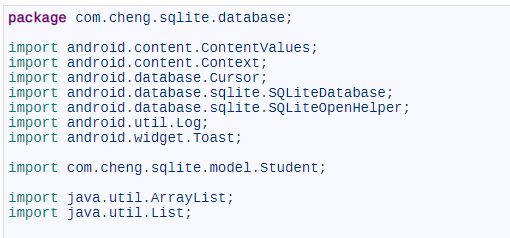 package com.cheng.sqlite.database;
import android.content.ContentValues;
import android.content.Context;
import android.database.Cursor;
import android.database.sqlite.SQLiteDatabase;
import android.database.sqlite.SQLiteOpenHelper;
import android.util.Log;
import android.widget.Toast;
import com.cheng.sqlite.model.Student;
import java.util.ArrayList;
import java.util.List;